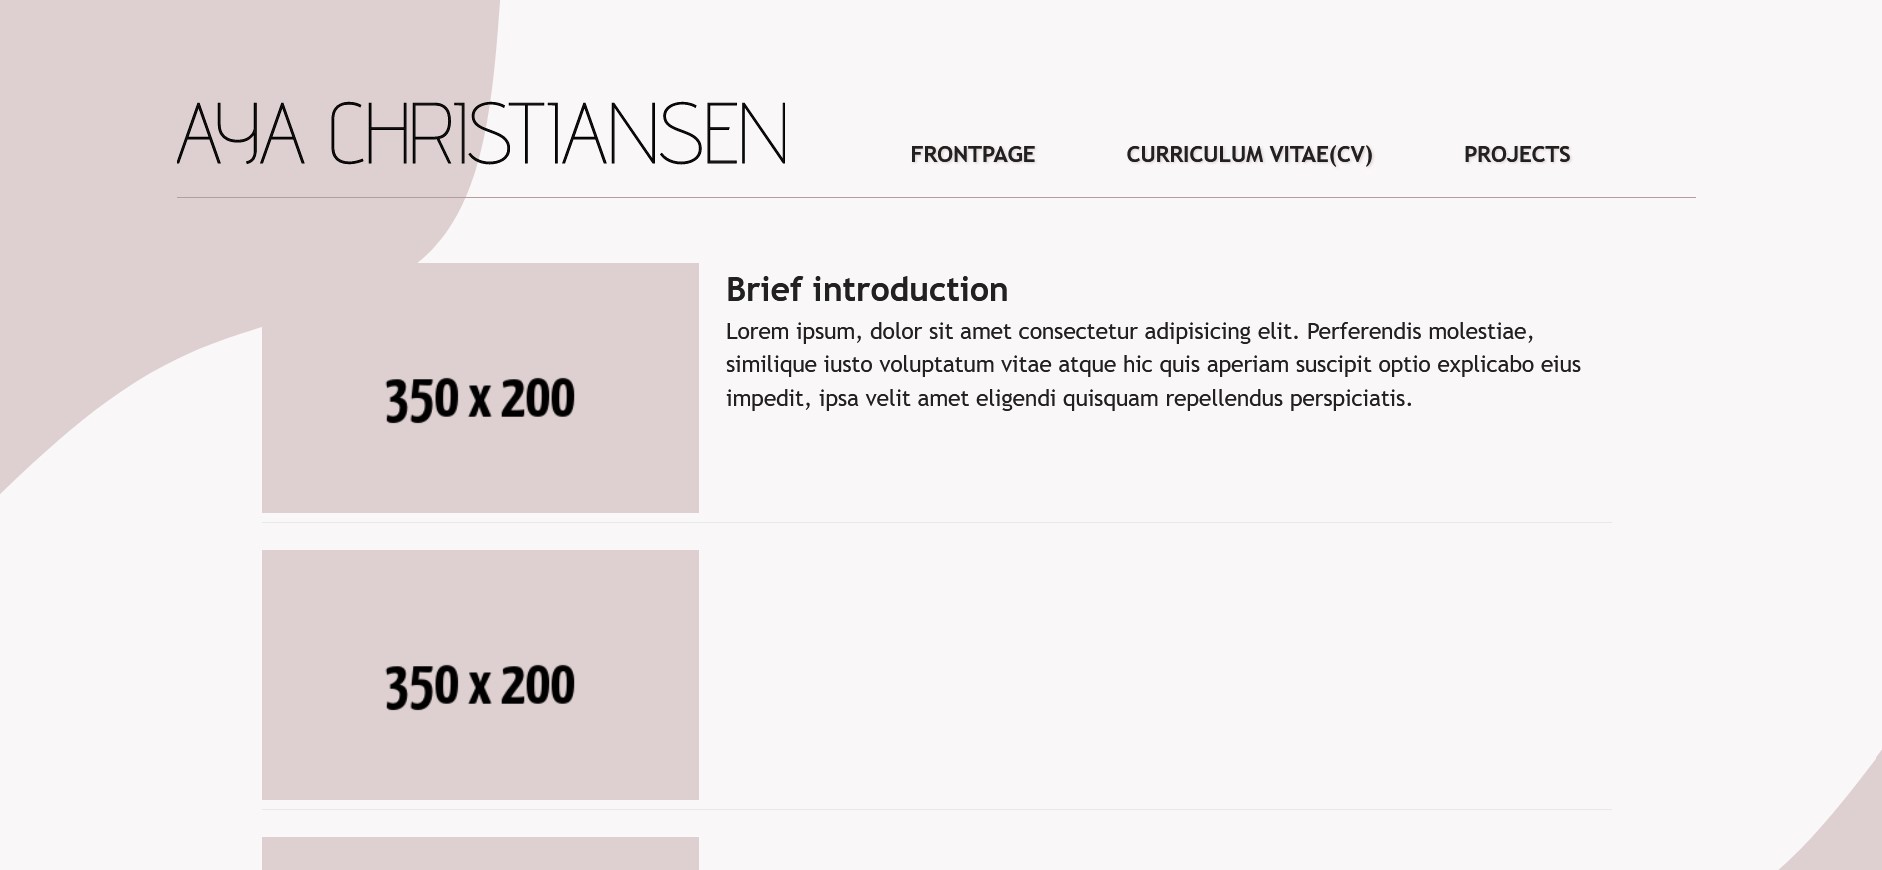 AYA CHRISTIANSEN
FRONTPAGE
CURRICULUM VITAE(CV)
PROJECTS
350 x 200
Brief introduction
Lorem ipsum, dolor sit amet consectetur adipisicing elit. Perferendis molestiae,
similique iusto voluptatum vitae atque hic quis aperiam suscipit optio explicabo eius
impedit, ipsa velit amet eligendi quisquam repellendus perspiciatis.
350 x 200